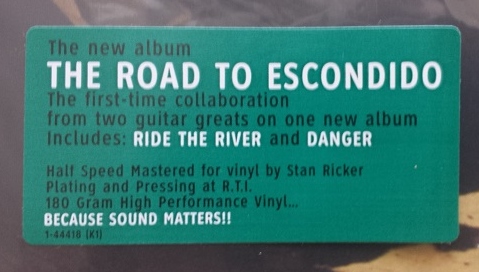 The new album
THE ROAD TO ESCONDIDO
The first-time collaboration
from two guitar greats on one new album
Includes: RIDE THE RIVER and DANGER
Half Speed Mastered for vinyl by Stan Ricker
Plating and Pressing at R.T.I.
180 Gram High Performance Vinyl...
BECAUSE SOUND MATTERS!!
1-44418 (K1)